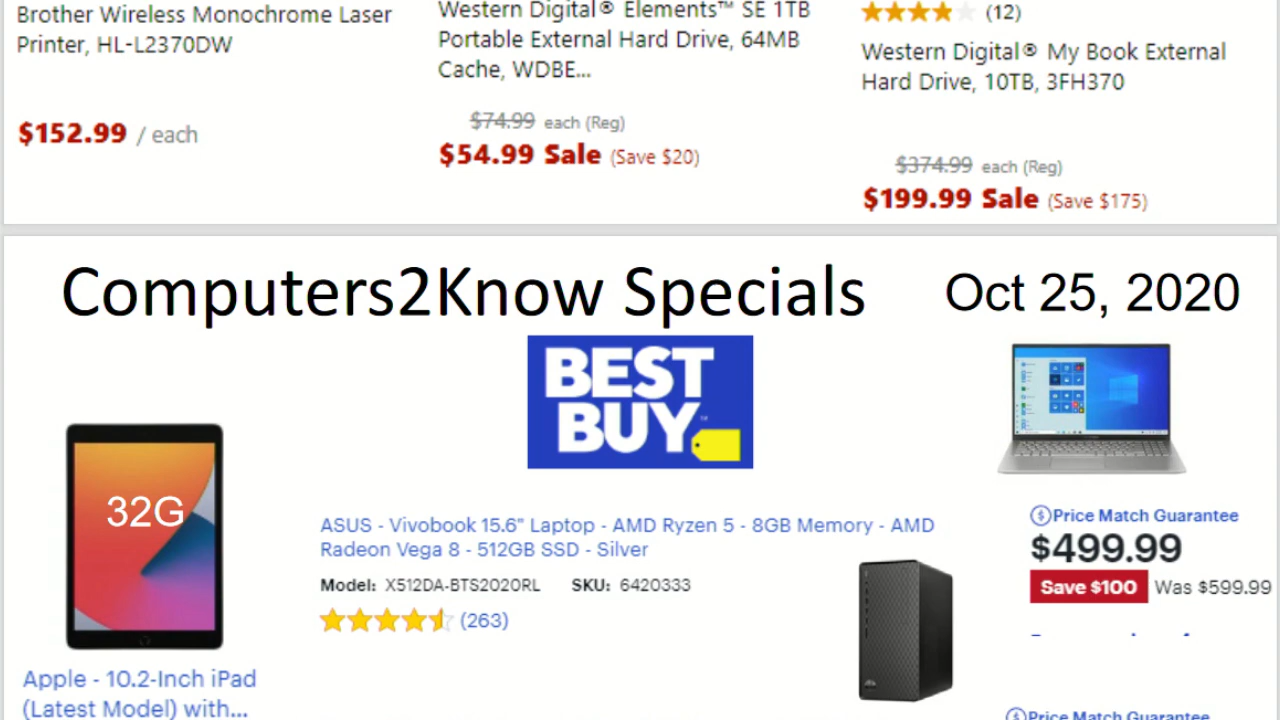 Brother Wireless Monochrome Laser
Printer, HL-L2370DW
$152.99 / each
Western Digital® Elements™ SE 1TB
Portable External Hard Drive, 64MB
Cache, WDBE...
$74.99 each (Reg)
$54.99 Sale (Save $20)
(12)
Western Digital® My Book External
Hard Drive, 10TB, 3FH370
$374.99 each (Reg)
$199.99 Sale (Save $175)
Computers2Know Specials
Oct 25, 2020
BEST
BUY™
32G
Apple - 10.2-Inch iPad
(Latest Model) with...
ASUS - Vivobook 15.6" Laptop - AMD Ryzen 5 - 8GB Memory - AMD
Radeon Vega 8 - 512GB SSD - Silver
Model: X512DA-BTS2020RL SKU: 6420333
(263)
Price Match Guarantee
$499.99
Save $100 Was $599.99
Price Match Guarantee